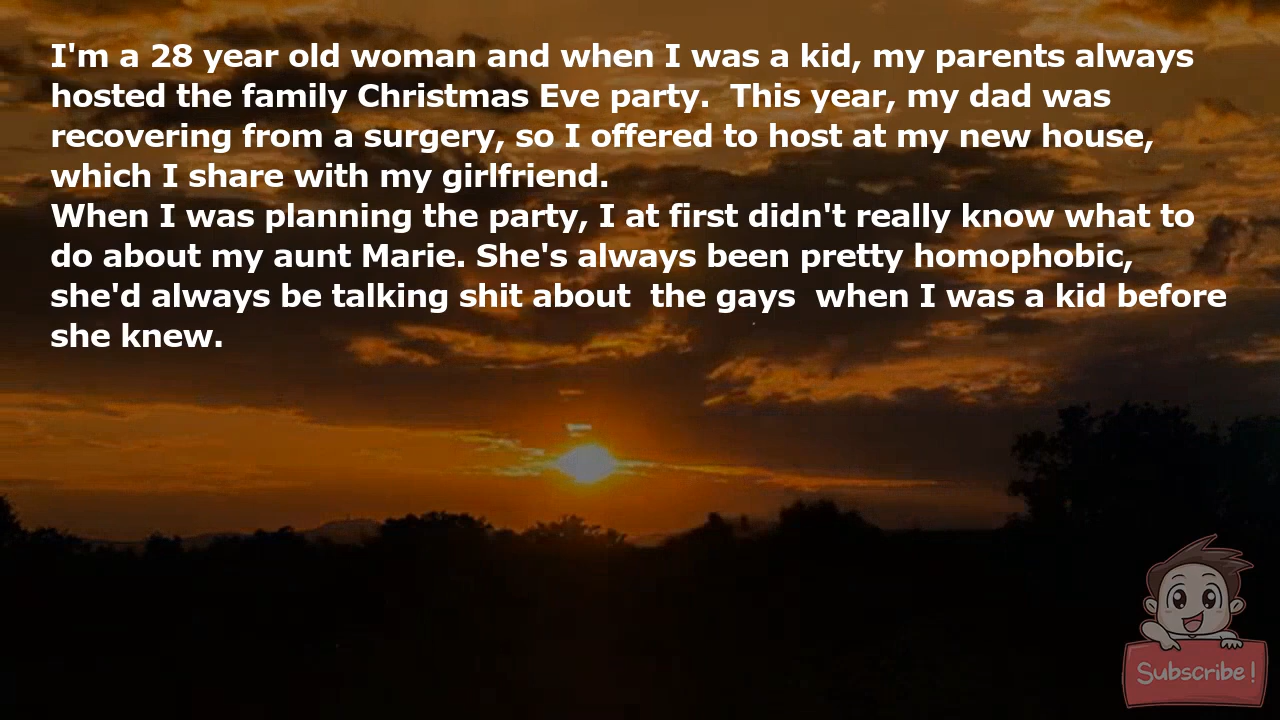 I'm a 28 year old woman and when I was a kid, my parents always
hosted the family Christmas Eve party.  This year, my dad was
recovering from a surgery, so I offered to host at my new house,
which I share with my girlfriend.
When I was planning the party, I at first didn't really know what to
do about my aunt Marie. She's always been pretty homophobic,
she'd always be talking shit about  the gays  when I was a kid before
she knew.
Subscribe!